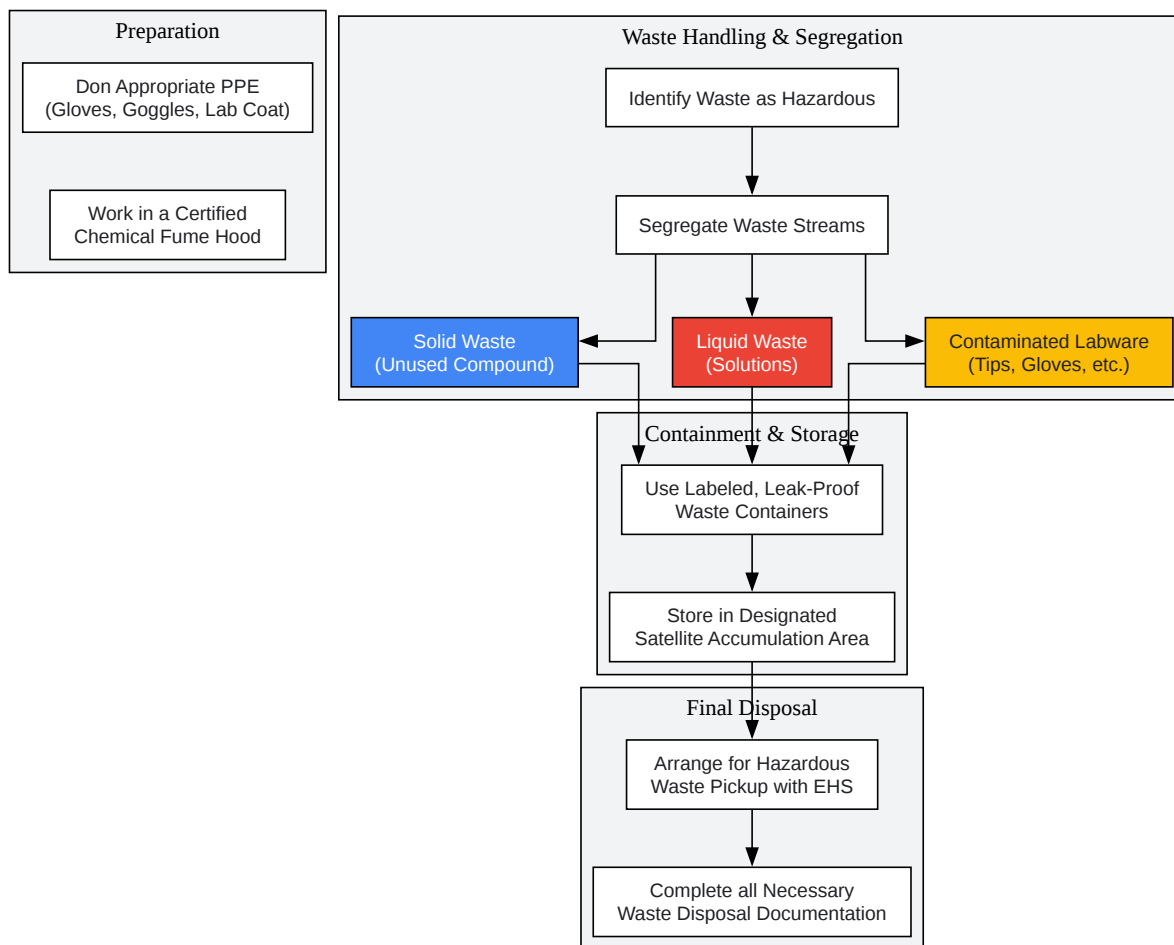 Preparation
Don Appropriate PPE
(Gloves, Goggles, Lab Coat)
Work in a Certified
Chemical Fume Hood
Waste Handling & Segregation
Identify Waste as Hazardous
Segregate Waste Streams
Solid Waste
(Unused Compound)
Liquid Waste
(Solutions)
Contaminated Labware
(Tips, Gloves, etc.)
Containment & Storage
Use Labeled, Leak-Proof
Waste Containers
Store in Designated
Satellite Accumulation Area
Final Disposal
Arrange for Hazardous
Waste Pickup with EHS
Complete all Necessary
Waste Disposal Documentation